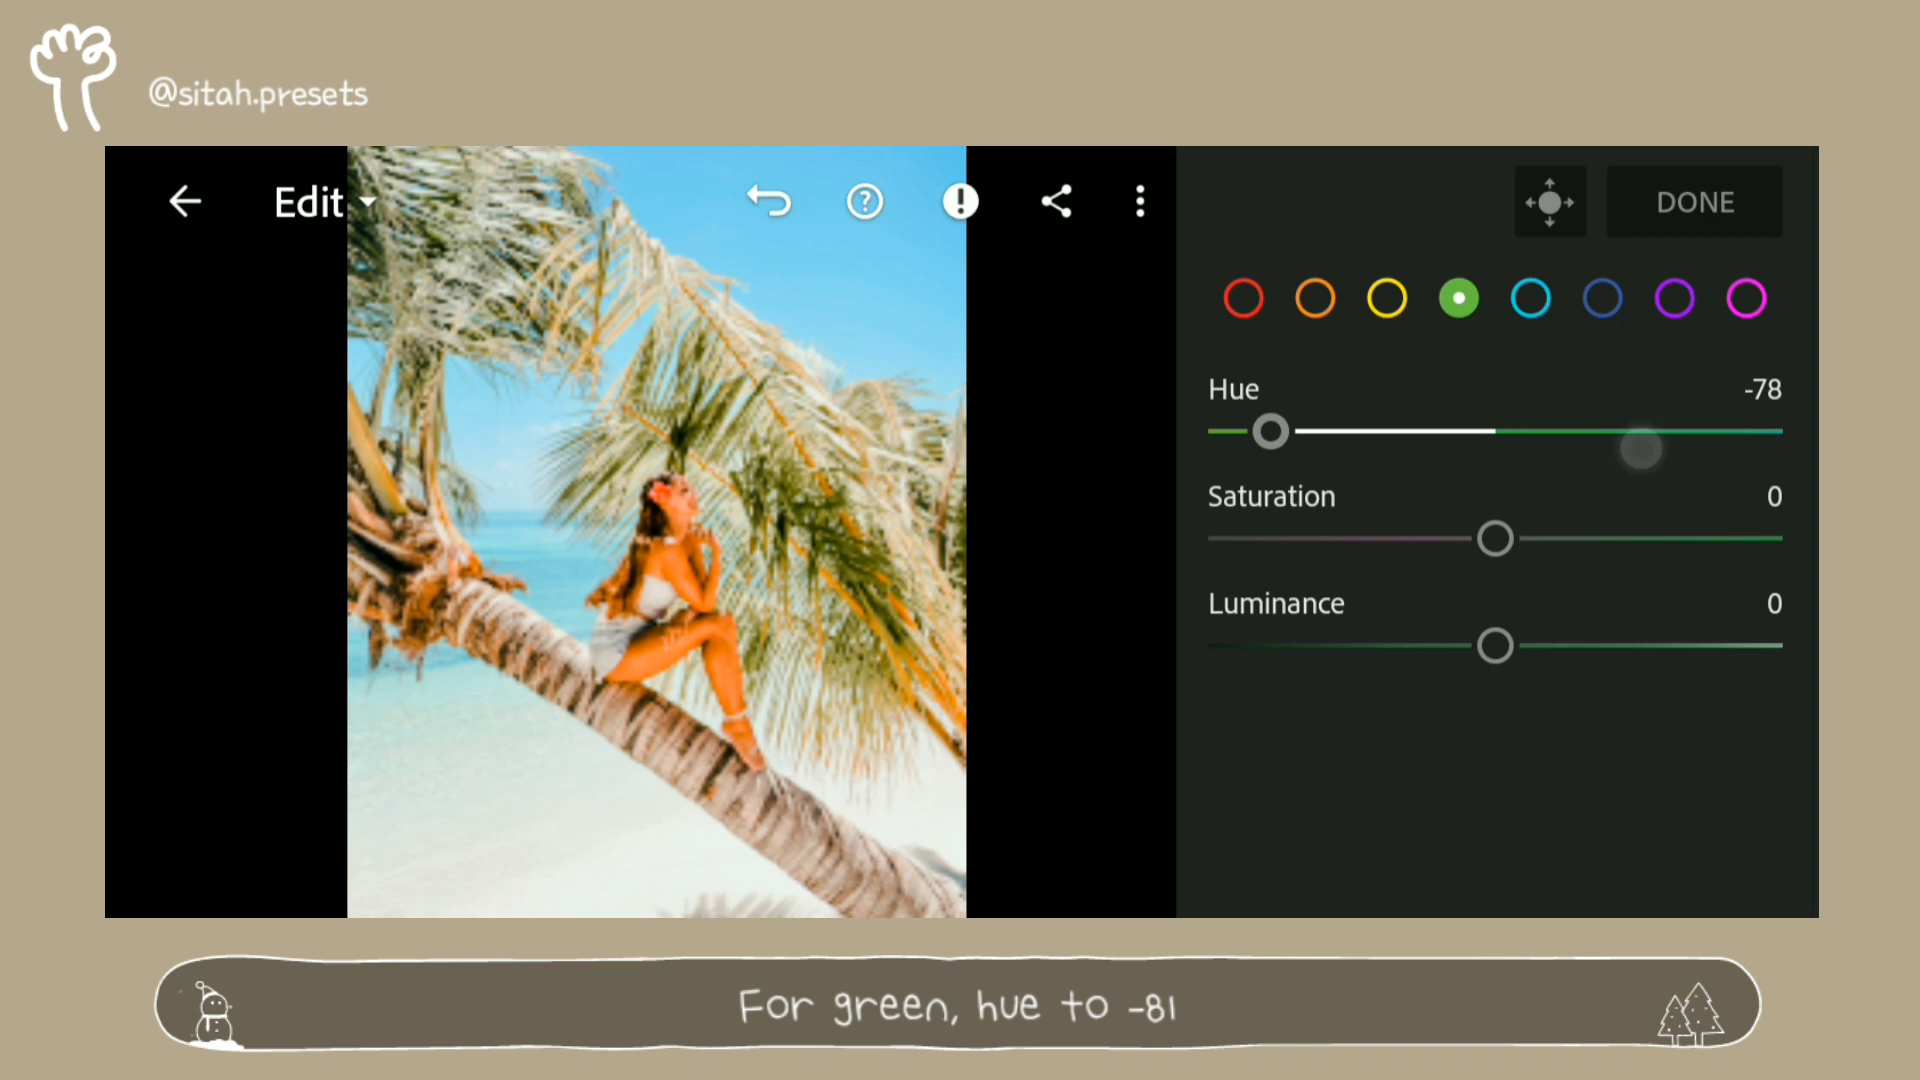 @sitah.presets
Edit
DONE
Hue -78
Saturation 0
Luminance 0
For green, hue to -81